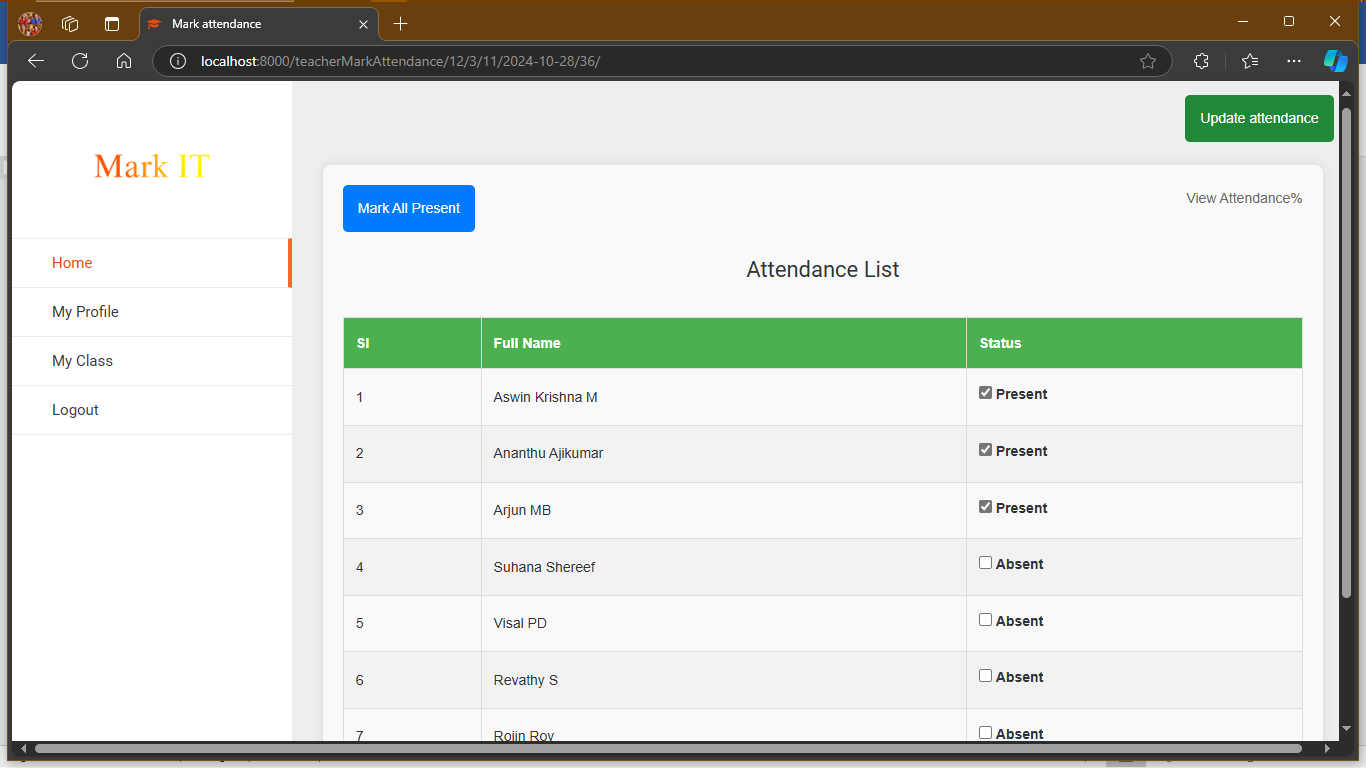 Mark attendance
localhost:8000/teacherMarkAttendance/12/3/11/2024-10-28/36/
Update attendance
Mark IT
Mark All Present
View Attendance%
Home
My Profile
My Class
Logout
Attendance List
Sl Full Name Status
1 Aswin Krishna M Present
2 Ananthu Ajikumar Present
3 Arjun MB Present
4 Suhana Shereef Absent
5 Visal PD Absent
6 Revathy S Absent
7 Rojin Roy Absent